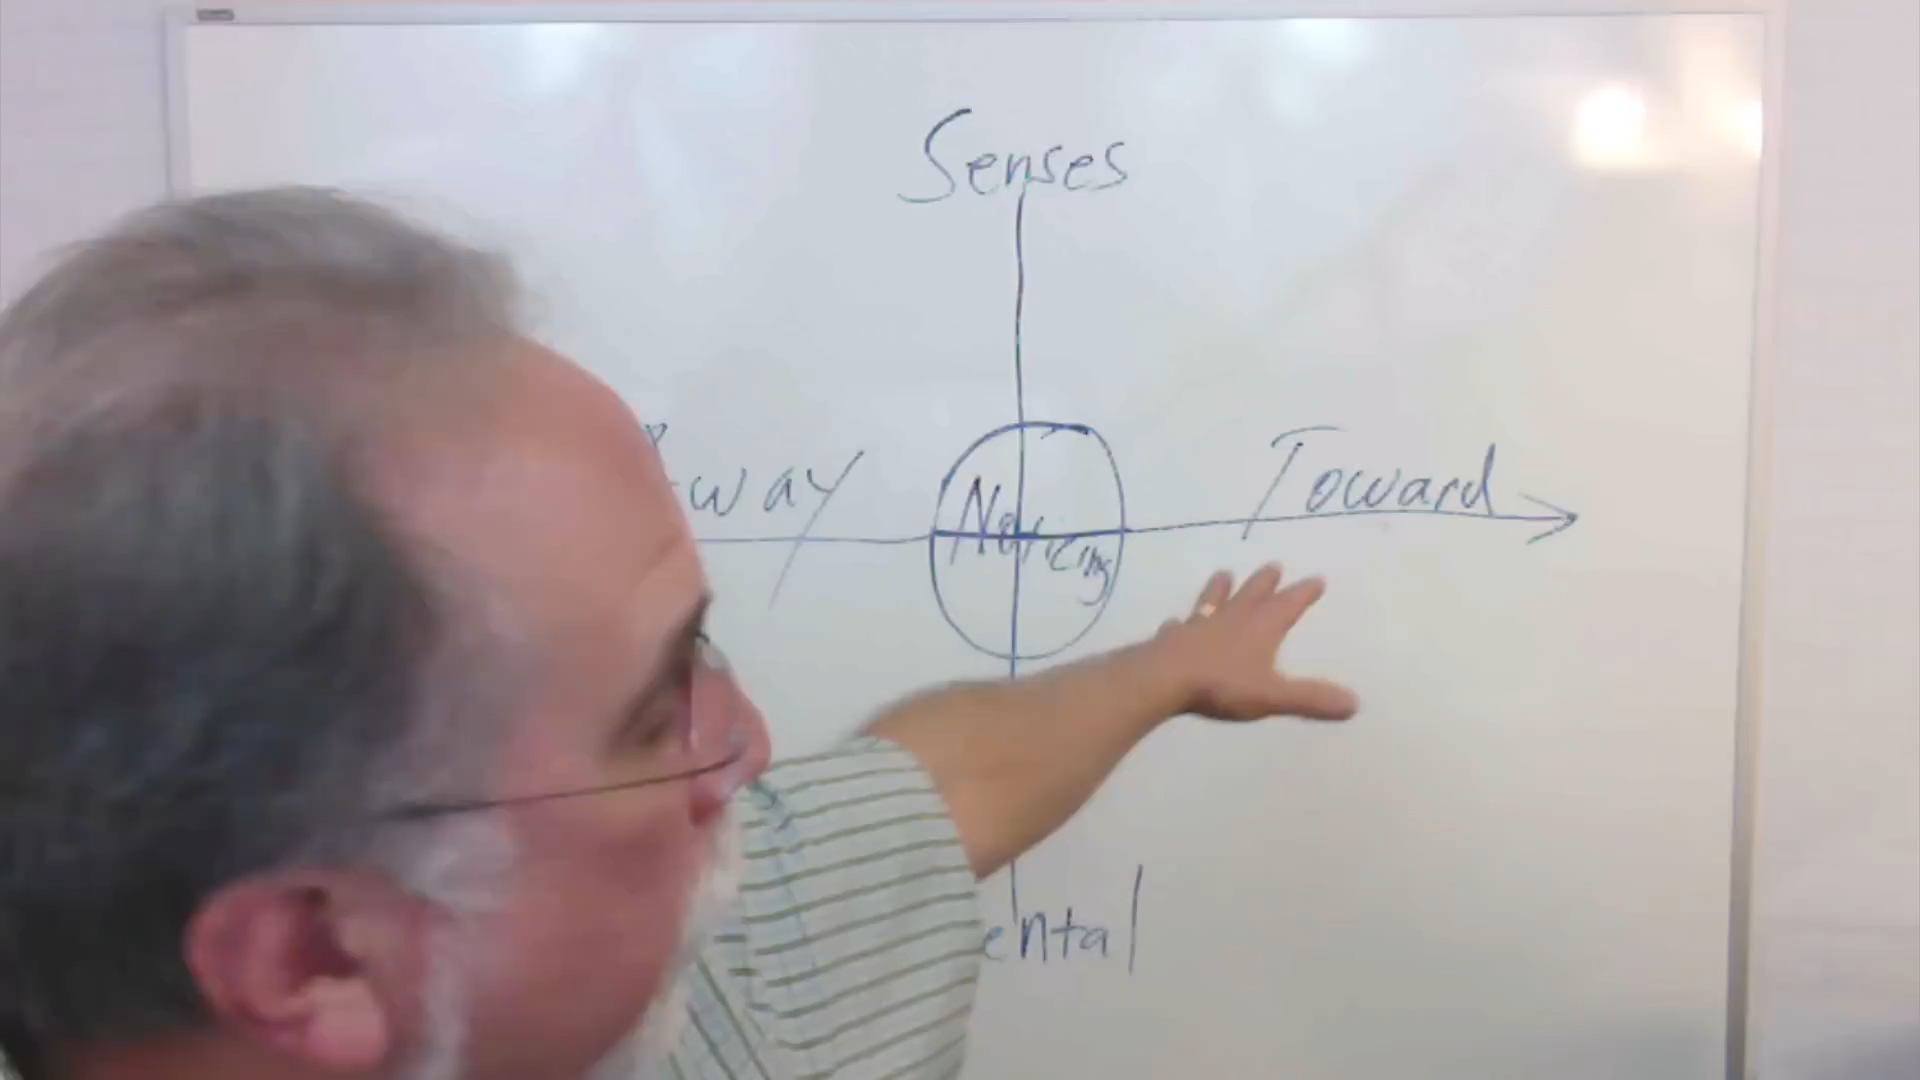 Senses
way
Noticing
Toward
ental